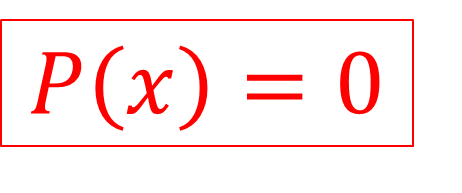 P(x) = 0